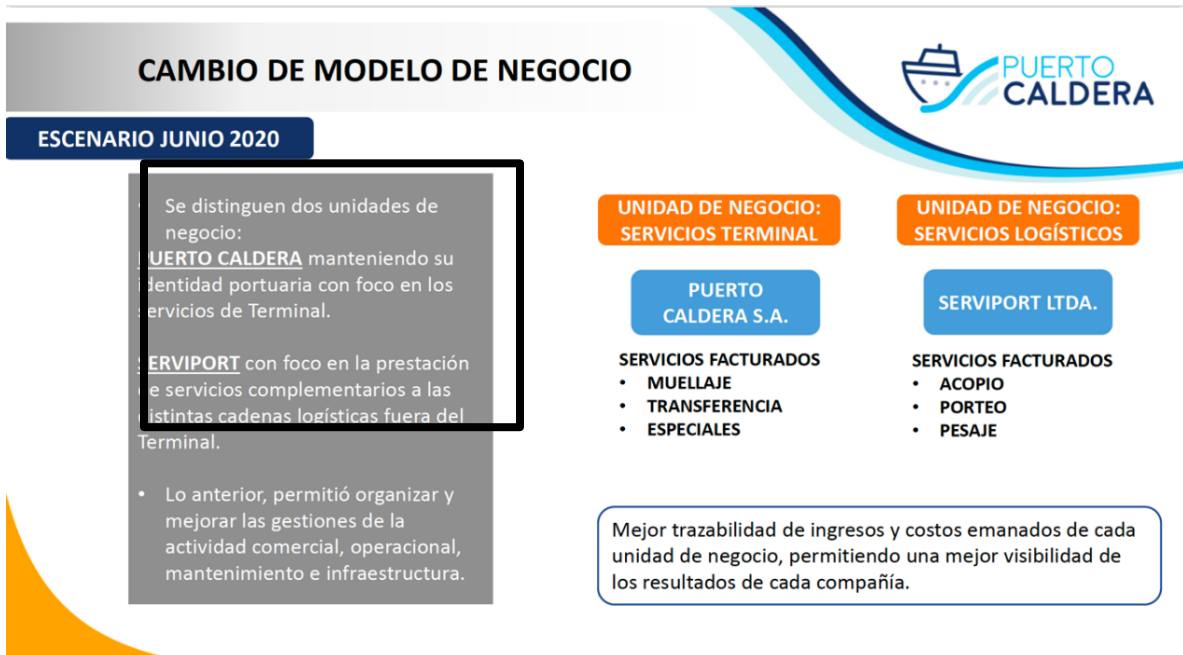 CAMBIO DE MODELO DE NEGOCIO
PUERTO
CALDERA
ESCENARIO JUNIO 2020
• Se distinguen dos unidades de
negocio:
PUERTO CALDERA manteniendo su
identidad portuaria con foco en los
servicios de Terminal.
SERVIPORT con foco en la prestación
de servicios complementarios a las
distintas cadenas logísticas fuera del
Terminal.
• Lo anterior, permitió organizar y
mejorar las gestiones de la
actividad comercial, operacional,
mantenimiento e infraestructura.
UNIDAD DE NEGOCIO:
SERVICIOS TERMINAL
PUERTO
CALDERA S.A.
SERVICIOS FACTURADOS
• MUELLAJE
• TRANSFERENCIA
• ESPECIALES
UNIDAD DE NEGOCIO:
SERVICIOS LOGÍSTICOS
SERVIPORT LTDA.
SERVICIOS FACTURADOS
• ACOPIO
• PORTEO
• PESAJE
Mejor trazabilidad de ingresos y costos emanados de cada
unidad de negocio, permitiendo una mejor visibilidad de
los resultados de cada compañía.